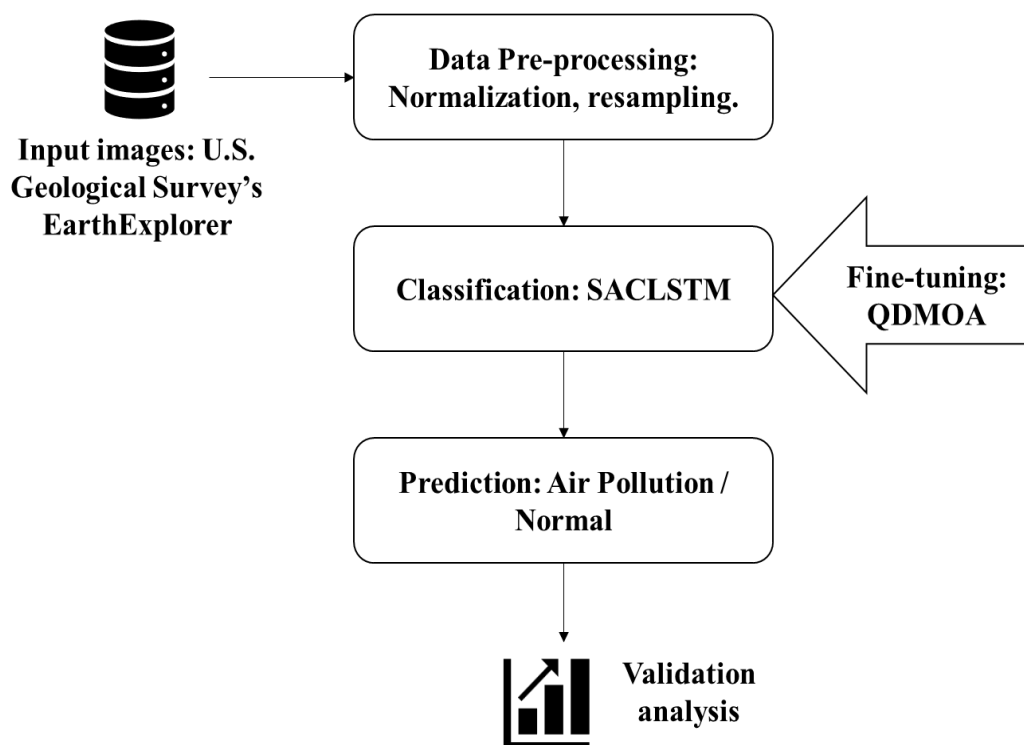 Data Pre-processing:
Normalization, resampling.
Input images: U.S.
Geological Survey’s
EarthExplorer
Classification: SACLSTM
Fine-tuning:
QDMOA
Prediction: Air Pollution /
Normal
Validation
analysis